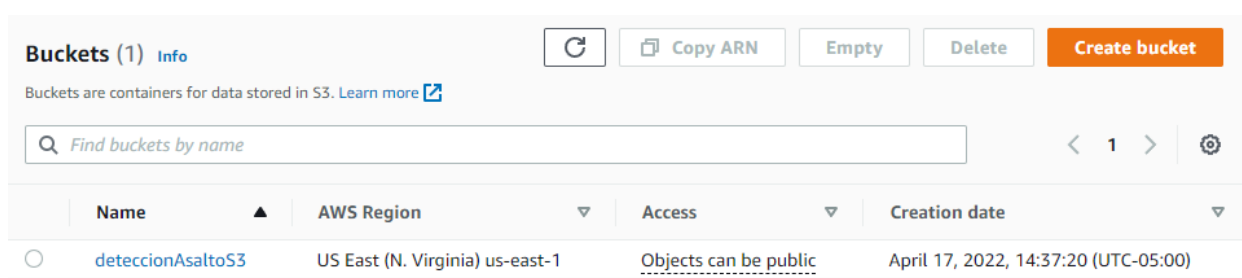 Buckets (1) Info Copy ARN Empty Delete Create bucket
Buckets are containers for data stored in S3. Learn more
Find buckets by name 1
Name AWS Region Access Creation date
deteccionAsaltoS3 US East (N. Virginia) us-east-1 Objects can be public April 17, 2022, 14:37:20 (UTC-05:00)